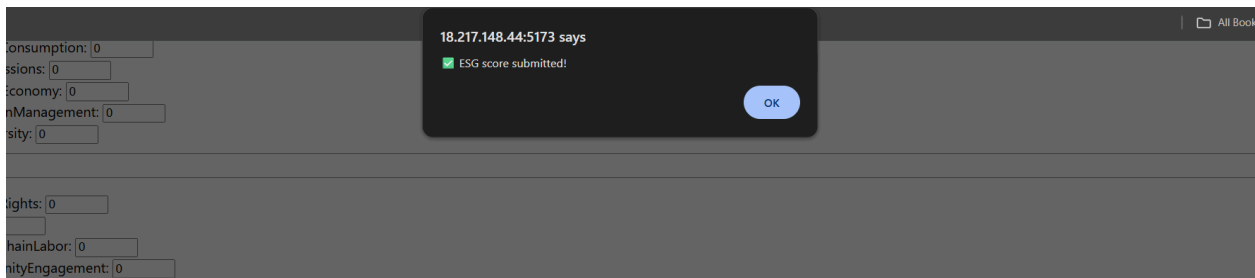 All Book
18.217.148.44:5173 says
✅ ESG score submitted!
OK
Consumption: 0
ssions: 0
Economy: 0
nManagement: 0
rsity: 0
Rights: 0
hainLabor: 0
nityEngagement: 0